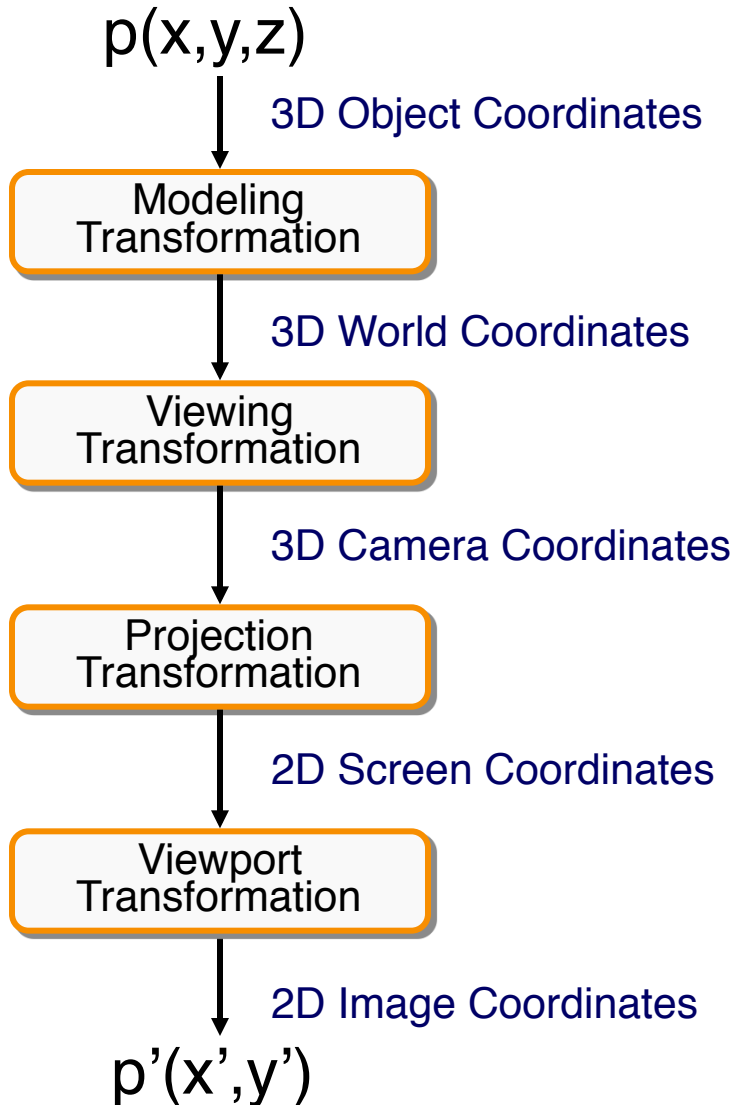 p(x,y,z)
3D Object Coordinates
Modeling
Transformation
3D World Coordinates
Viewing
Transformation
3D Camera Coordinates
Projection
Transformation
2D Screen Coordinates
Viewport
Transformation
2D Image Coordinates
p’(x’,y’)